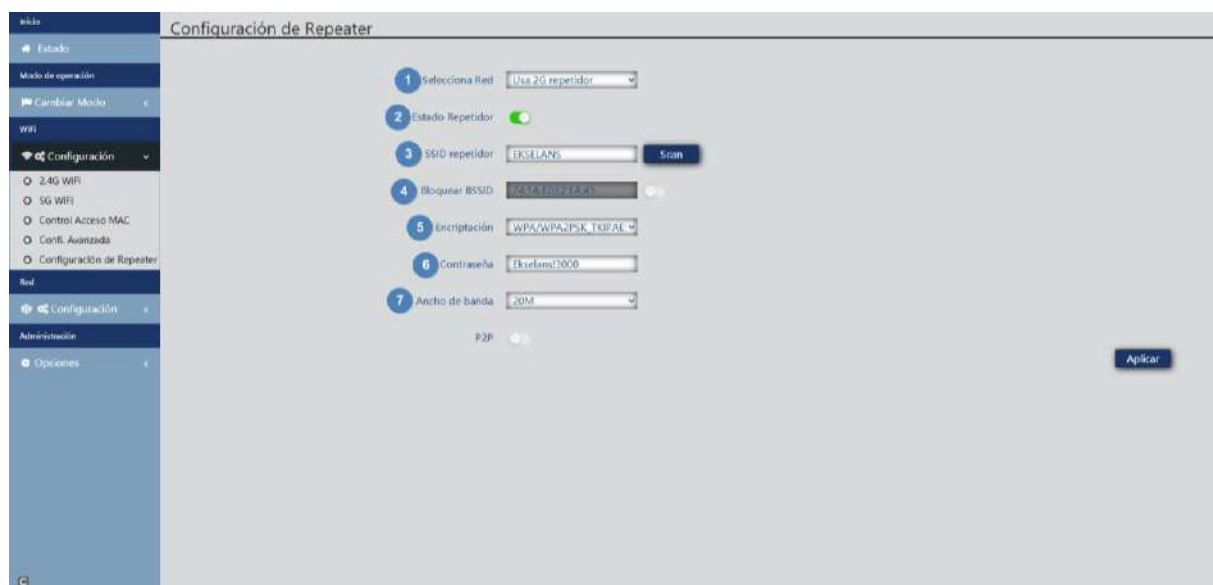 Inicio
Configuración de Repeater
Estado
Modo de operación
Cambiar Modo
WiFi
Configuración
2.4G WiFi
5G WiFi
Control Acceso MAC
Confi. Avanzada
Configuración de Repeater
Red
Configuración
Administración
Opciones
1 Selecciona Red Usa 2G repetidor
2 Estado Repetidor
3 SSID repetidor EKSELANS Scan
4 Bloquear BSSID
5 Encriptación WPA/WPA2PSK_TKIPAE
6 Contraseña Ekselans!3000
7 Ancho de banda 20M
P2P
Aplicar